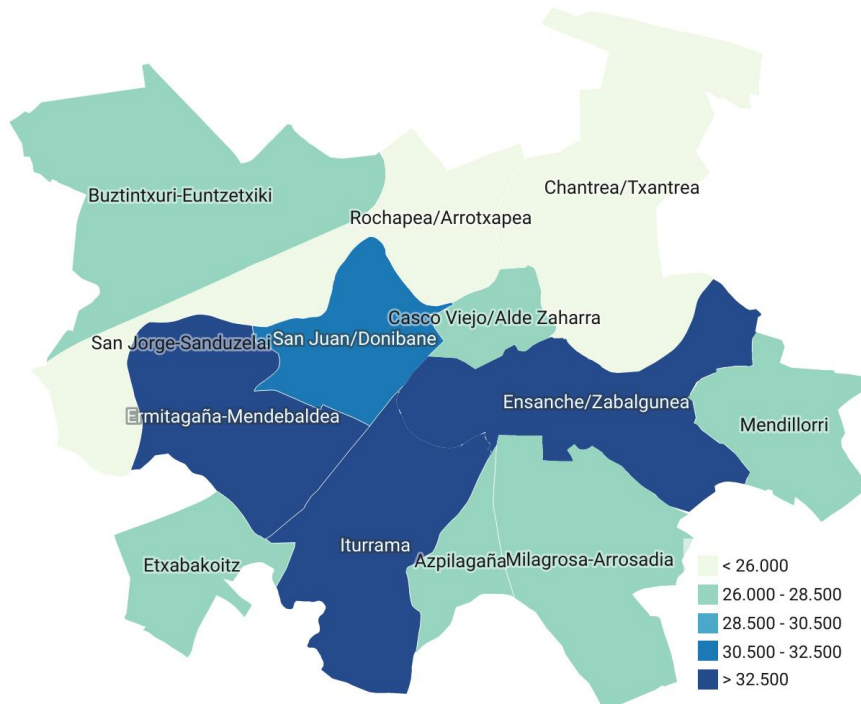 Buztintxuri-Euntzetxiki
Chantrea/Txantrea
Rochapea/Arrotxapea
Casco Viejo/Alde Zaharra
San Jorge-Sanduzelai
San Juan/Donibane
Ermitagaña-Mendebaldea
Ensanche/Zabalgunea
Mendillorri
Iturrama
Etxabakoitz
Azpilagaña
Milagrosa-Arrosadia
< 26.000
26.000 - 28.500
28.500 - 30.500
30.500 - 32.500
> 32.500